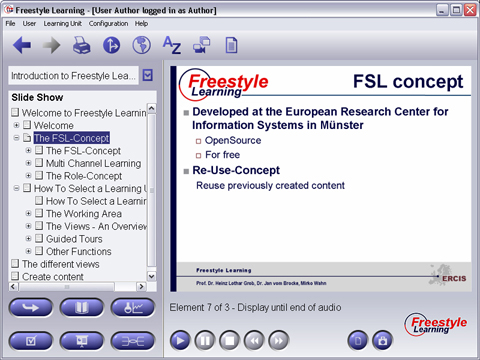 Freestyle Learning - [User Author logged in as Author]
File User Learning Unit Configuration Help
A Z
Introduction to Freestyle Lea...
Slide Show
Welcome to Freestyle Learnin
Welcome
The FSL-Concept
The FSL-Concept
Multi Channel Learning
The Role-Concept
How To Select a Learning U
How To Select a Learnin
The Working Area
The Views - An Overview
Guided Tours
Other Functions
The different views
Create content
Freestyle
Learning
FSL concept
Developed at the European Research Center for
Information Systems in Münster
OpenSource
For free
Re-Use-Concept
Reuse previously created content
Freestyle Learning
Prof. Dr. Heinz Lothar Grob, Dr. Jan vom Brocke, Mirko Wahn
ERCIS
Element 7 of 3 - Display until end of audio
Freestyle
Learning